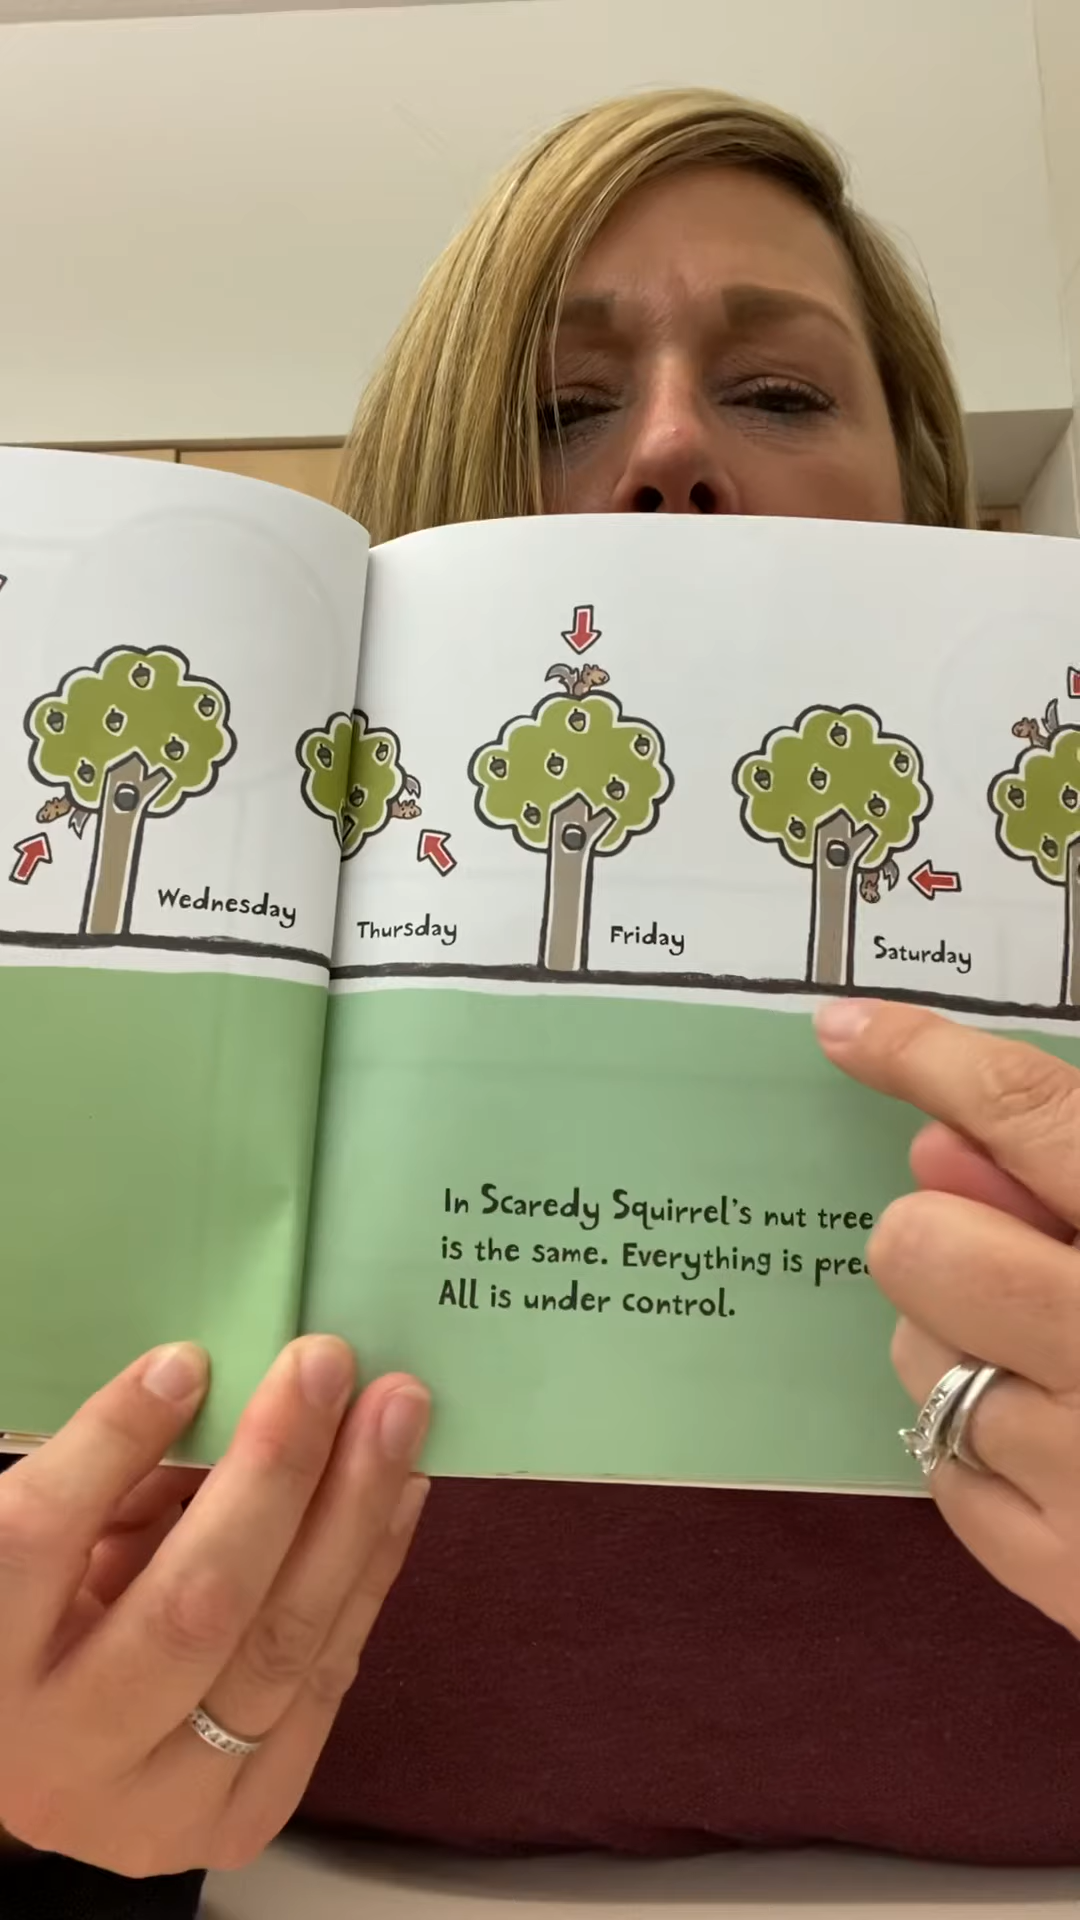 Wednesday
Thursday
Friday
Saturday
In Scaredy Squirrel's nut tree
is the same. Everything is
All is under control.